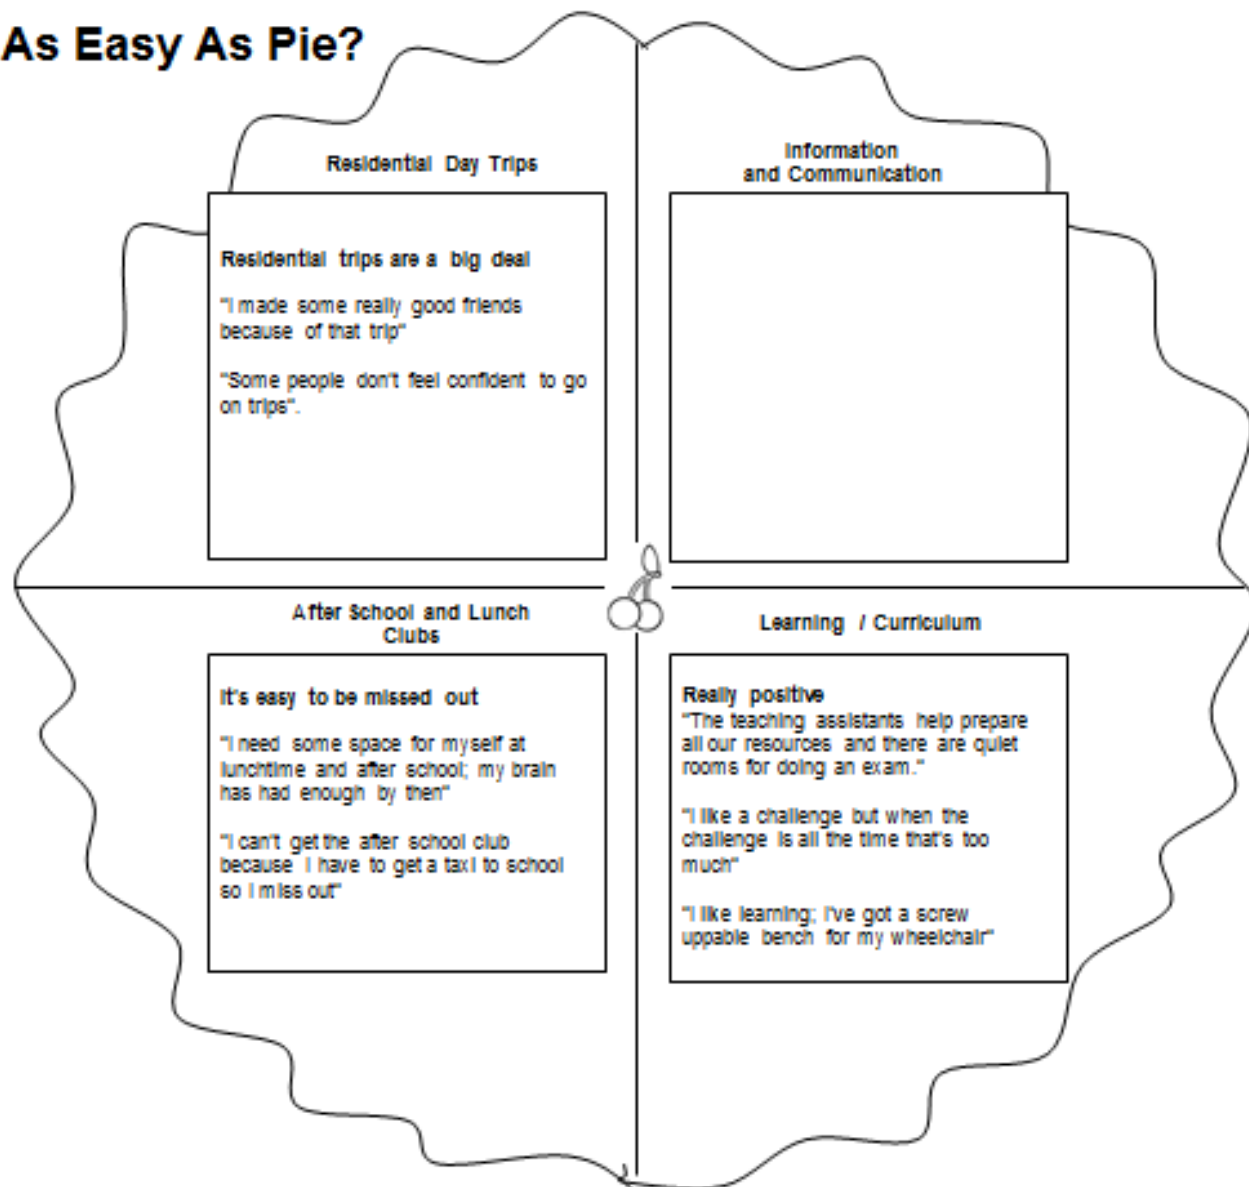 As Easy As Pie?
Residential Day Trips
Residential trips are a big deal
"I made some really good friends
because of that trip"
"Some people don't feel confident to go
on trips".
Information
and Communication
After School and Lunch
Clubs
It's easy to be missed out
"I need some space for myself at
lunchtime and after school; my brain
has had enough by then"
"I can't get the after school club
because I have to get a taxi to school
so I miss out"
Learning / Curriculum
Really positive
"The teaching assistants help prepare
all our resources and there are quiet
rooms for doing an exam."
"I like a challenge but when the
challenge is all the time that's too
much"
"I like learning; I've got a screw
uppable bench for my wheelchair"